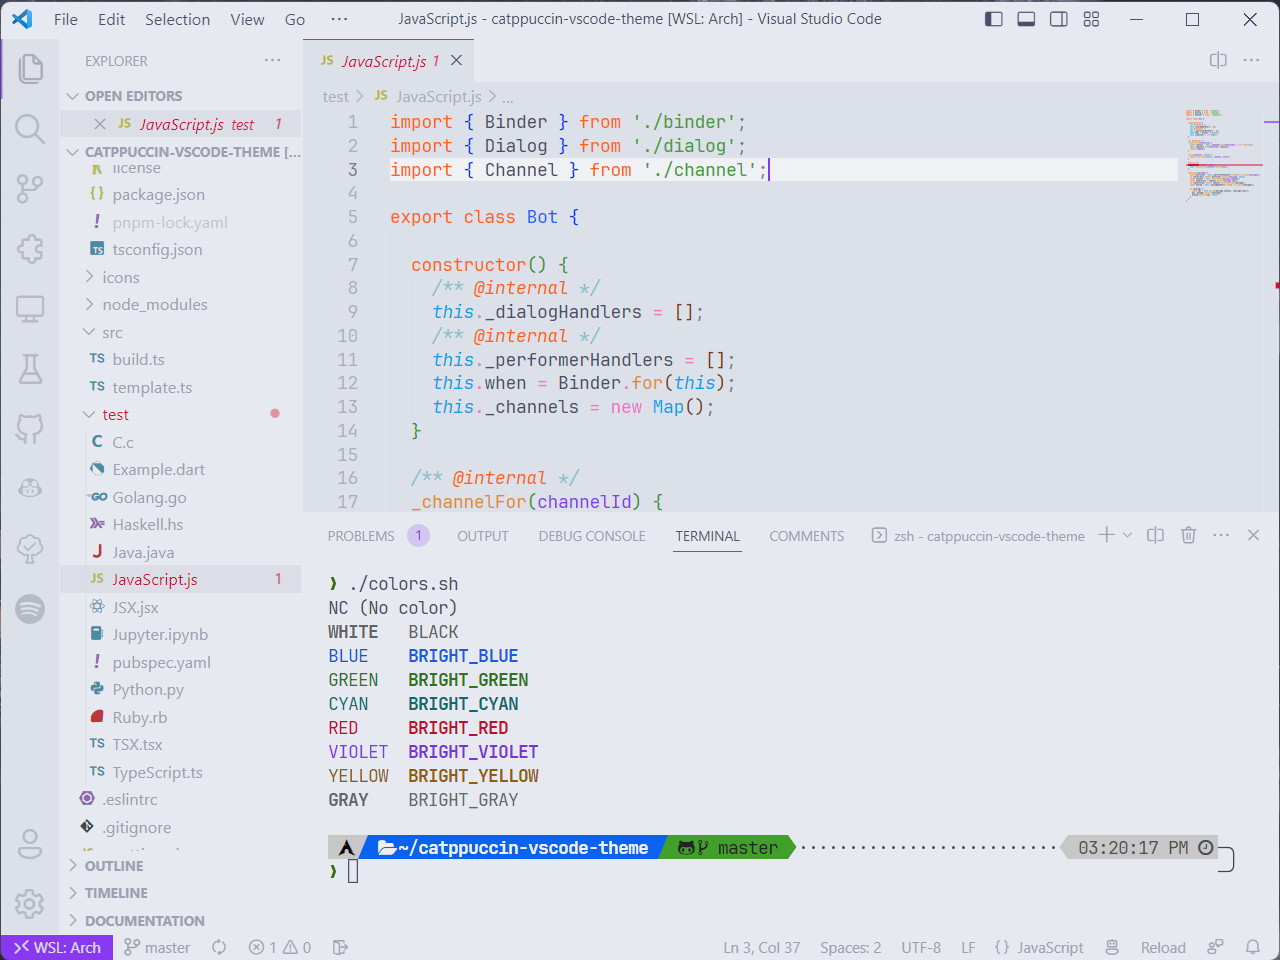 File Edit Selection View Go ··· JavaScript.js - catppuccin-vscode-theme [WSL: Arch] - Visual Studio Code
EXPLORER ···
OPEN EDITORS
JS JavaScript.js test 1
CATPPUCCIN-VSCODE-THEME [...
license
package.json
! pnpm-lock.yaml
TS tsconfig.json
icons
node_modules
src
TS build.ts
TS template.ts
test
C C.c
Example.dart
GO Golang.go
Haskell.hs
J Java.java
JS JavaScript.js 1
JSX.jsx
Jupyter.ipynb
! pubspec.yaml
Python.py
Ruby.rb
TS TSX.tsx
TS TypeScript.ts
.eslintrc
.gitignore
OUTLINE
TIMELINE
DOCUMENTATION
JS JavaScript.js 1
test > JS JavaScript.js > ...
1 import { Binder } from './binder';
2 import { Dialog } from './dialog';
3 import { Channel } from './channel';
4
5 export class Bot {
6
7 constructor() {
8 /** @internal */
9 this._dialogHandlers = [];
10 /** @internal */
11 this._performerHandlers = [];
12 this.when = Binder.for(this);
13 this._channels = new Map();
14 }
15
16 /** @internal */
17 _channelFor(channelId) {
PROBLEMS 1 OUTPUT DEBUG CONSOLE TERMINAL COMMENTS zsh - catppuccin-vscode-theme
❯ ./colors.sh
NC (No color)
WHITE BLACK
BLUE BRIGHT_BLUE
GREEN BRIGHT_GREEN
CYAN BRIGHT_CYAN
RED BRIGHT_RED
VIOLET BRIGHT_VIOLET
YELLOW BRIGHT_YELLOW
GRAY BRIGHT_GRAY
~/catppuccin-vscode-theme master 03:20:17 PM
❯
WSL: Arch master 1 0 Ln 3, Col 37 Spaces: 2 UTF-8 LF {} JavaScript Reload